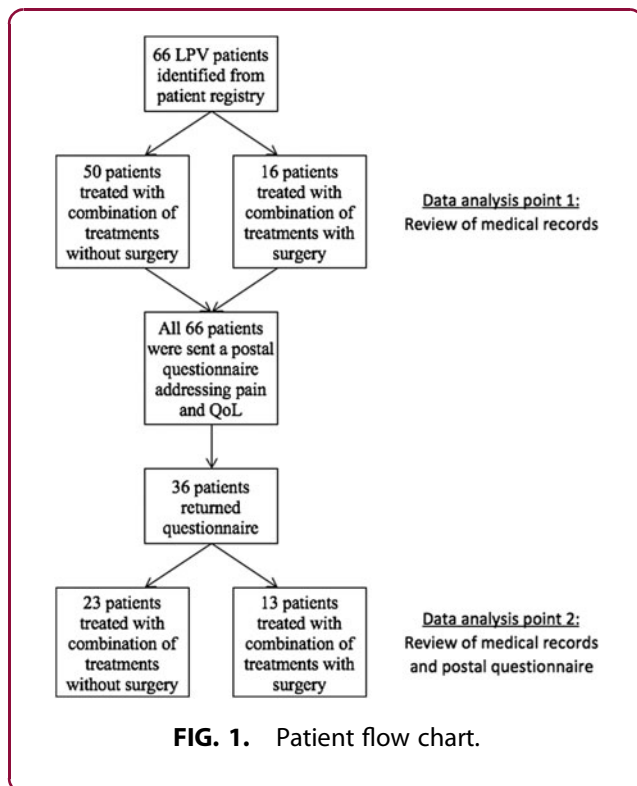 66 LPV patients
identified from
patient registry
50 patients
treated with
combination of
treatments
without surgery
16 patients
treated with
combination of
treatments with
surgery
Data analysis point 1:
Review of medical records
All 66 patients
were sent a postal
questionnaire
addressing pain
and QoL
36 patients
returned
questionnaire
23 patients
treated with
combination of
treatments
without surgery
13 patients
treated with
combination of
treatments with
surgery
Data analysis point 2:
Review of medical records
and postal questionnaire
FIG. 1. Patient flow chart.